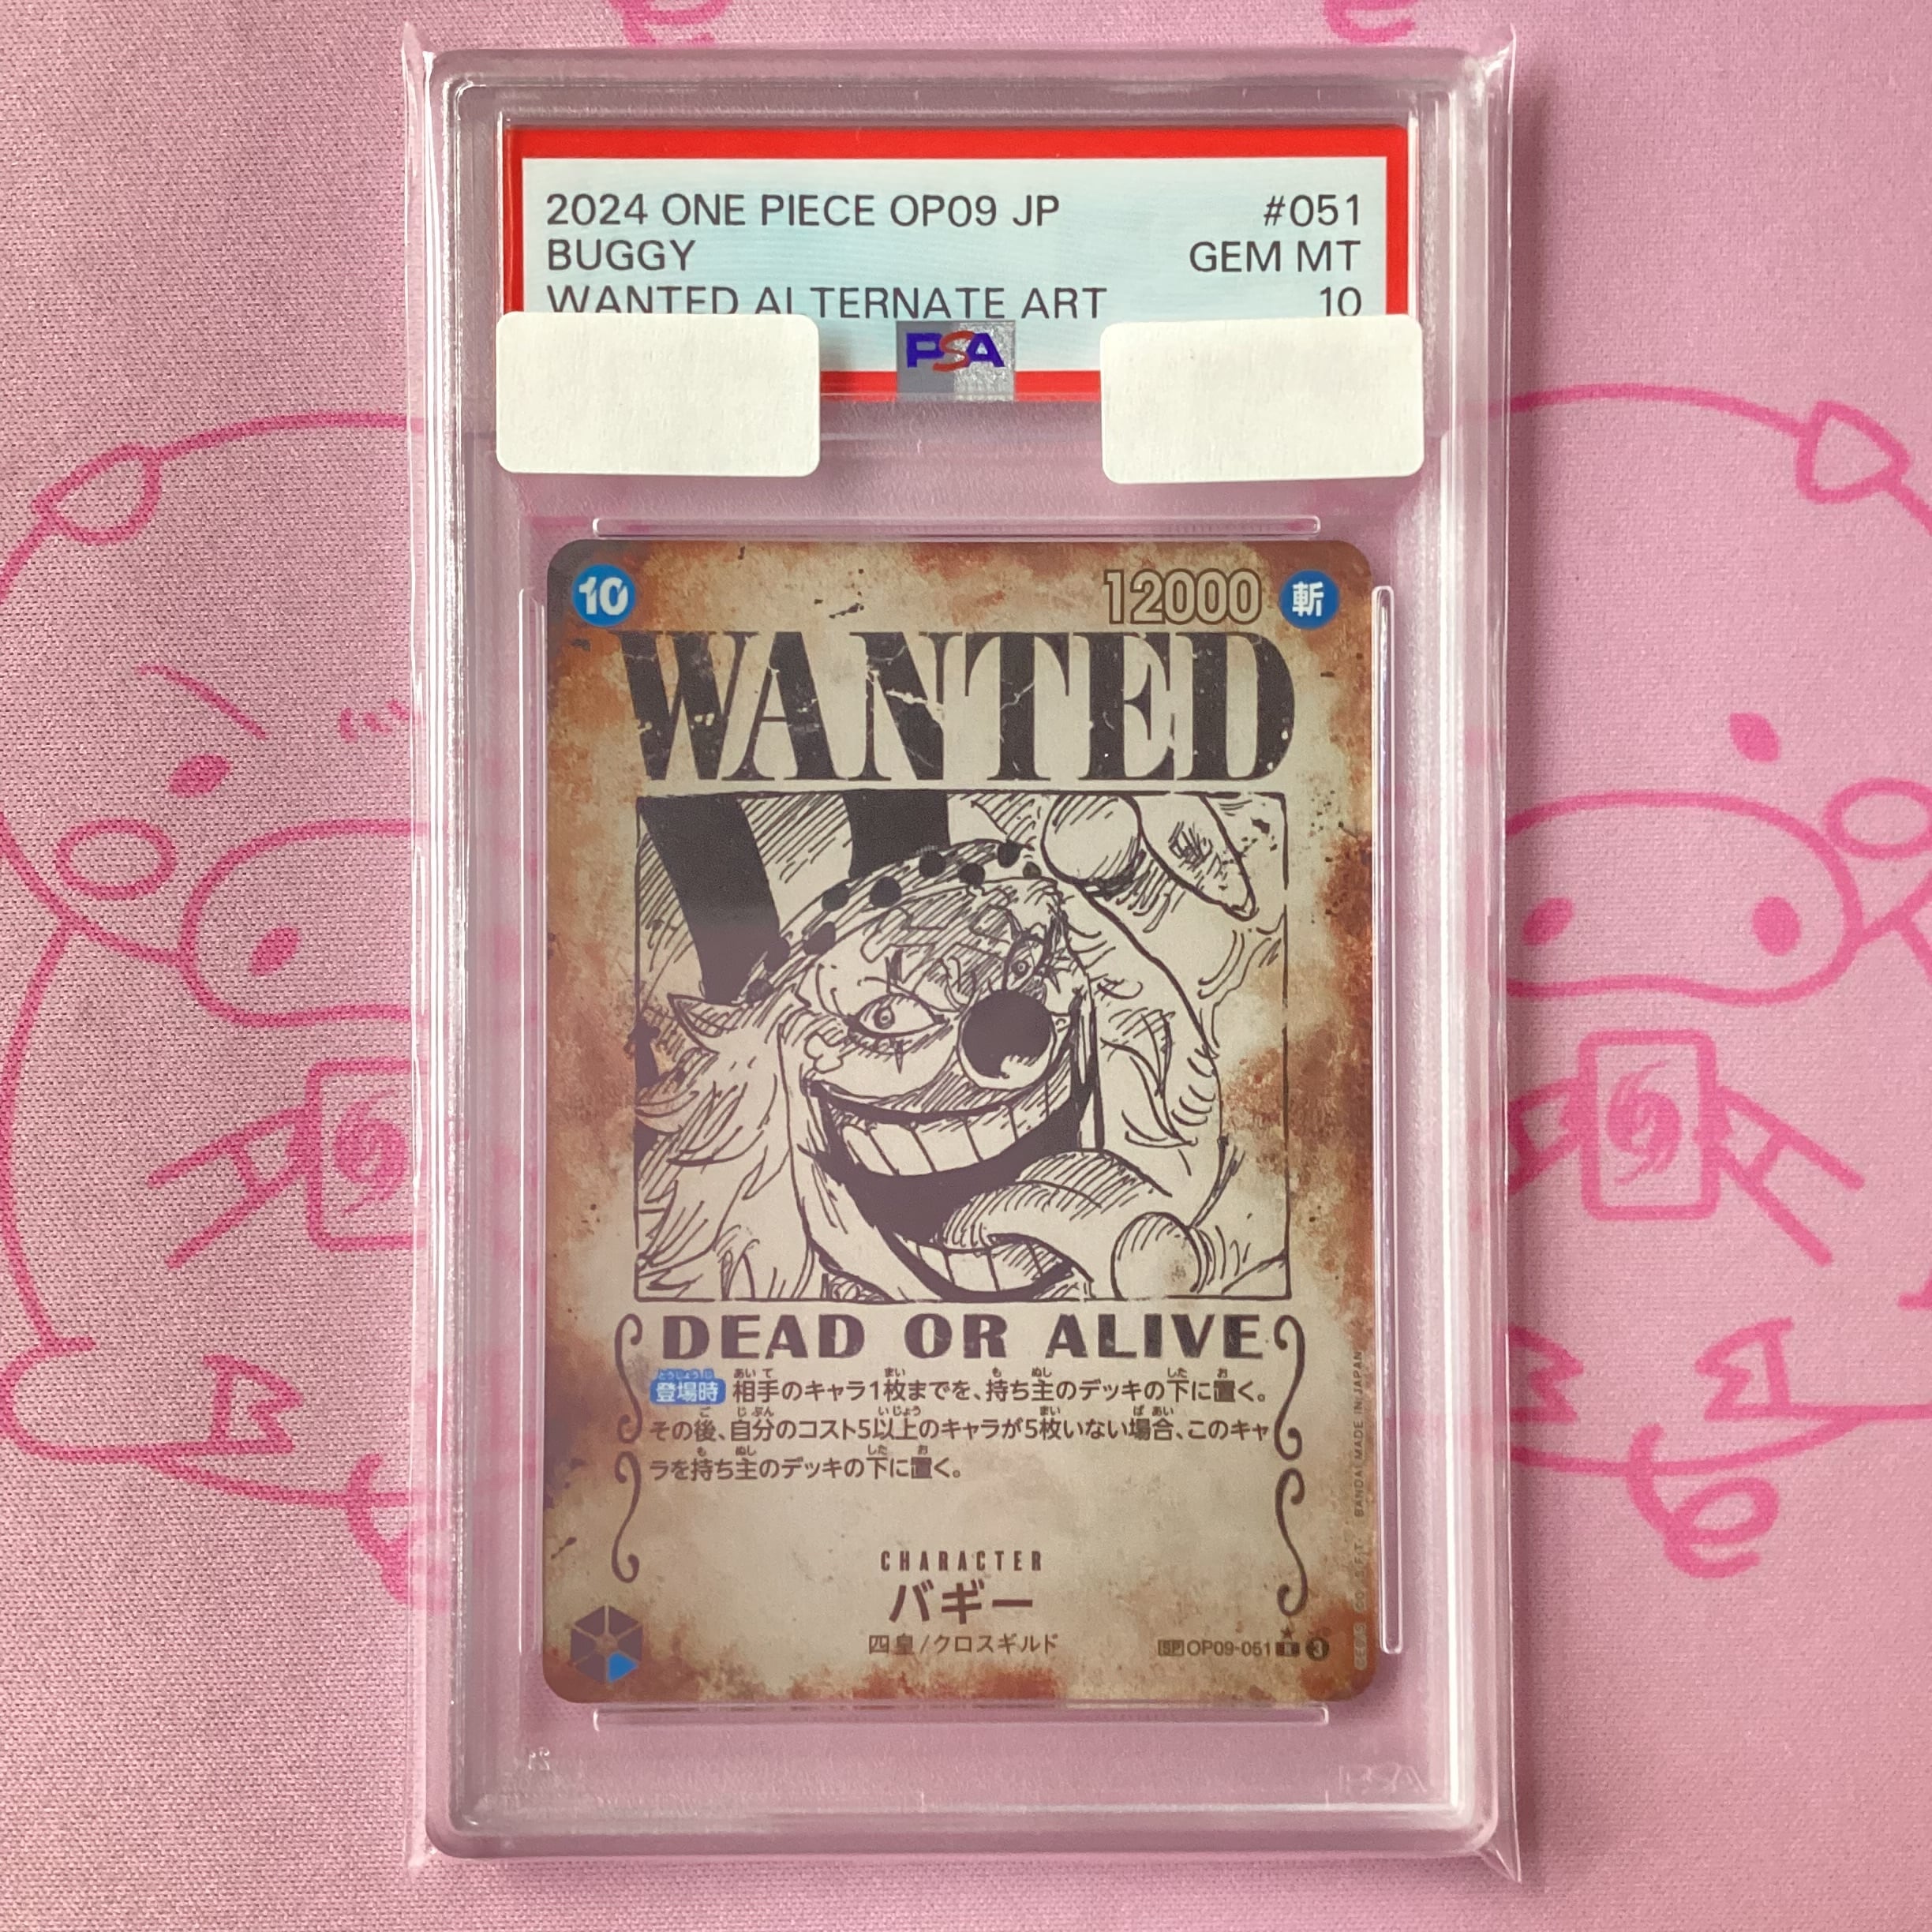 2024 ONE PIECE OP09 JP #051
BUGGY GEM MT
WANTED ALTERNATE ART 10
PSA
10 12000 斬
WANTED
DEAD OR ALIVE
登場時 相手のキャラ1枚までを、持ち主のデッキの下に置く。
その後、自分のコスト5以上のキャラが5枚いない場合、このキャ
ラを持ち主のデッキの下に置く。
CHARACTER
バギー
四皇/クロスギルド
SP OP09-051 R 3
BANDAI MADE IN JAPAN
PSA